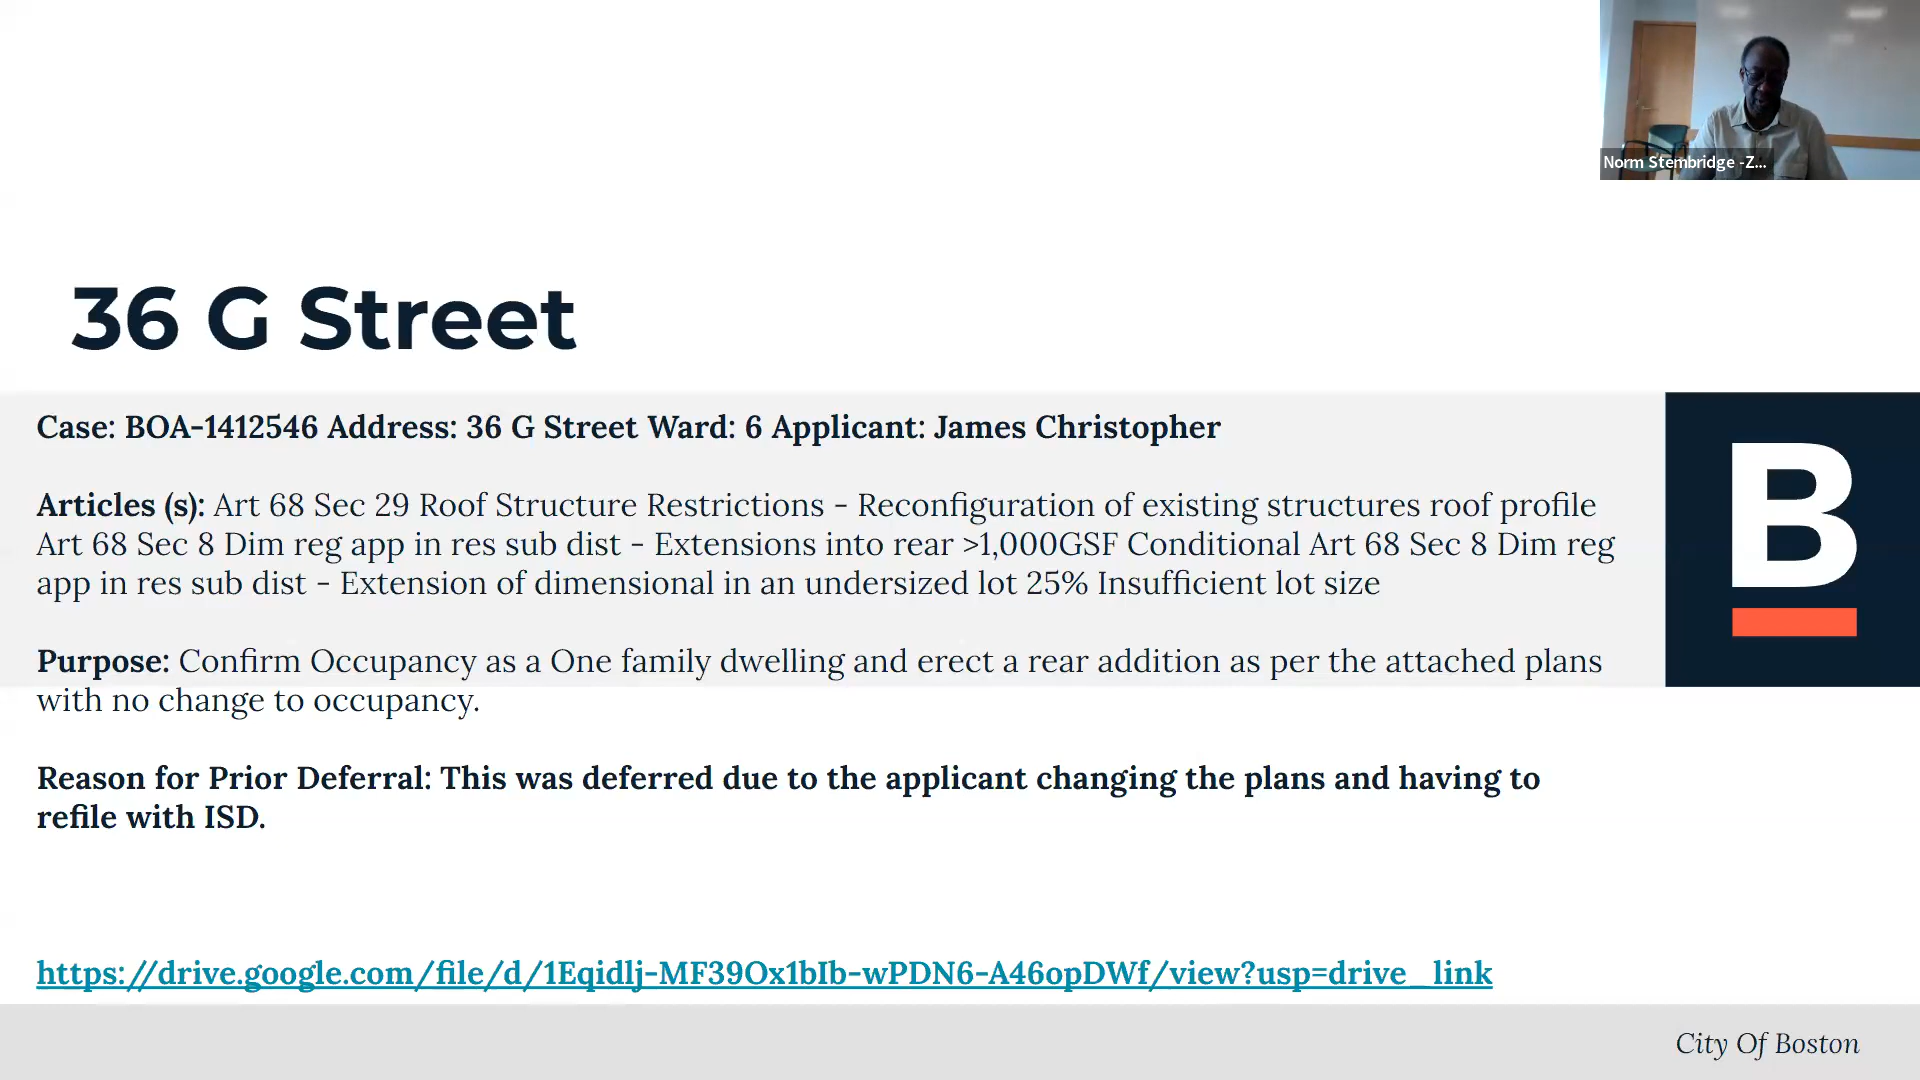 Norm Stembridge -Z...
36 G Street
Case: BOA-1412546 Address: 36 G Street Ward: 6 Applicant: James Christopher
Articles (s): Art 68 Sec 29 Roof Structure Restrictions - Reconfiguration of existing structures roof profile
Art 68 Sec 8 Dim reg app in res sub dist - Extensions into rear >1,000GSF Conditional Art 68 Sec 8 Dim reg
app in res sub dist - Extension of dimensional in an undersized lot 25% Insufficient lot size
B
Purpose: Confirm Occupancy as a One family dwelling and erect a rear addition as per the attached plans
with no change to occupancy.
Reason for Prior Deferral: This was deferred due to the applicant changing the plans and having to
refile with ISD.
https://drive.google.com/file/d/1Eqidlj-MF39Ox1bIb-wPDN6-A46opDWf/view?usp=drive_link
City Of Boston